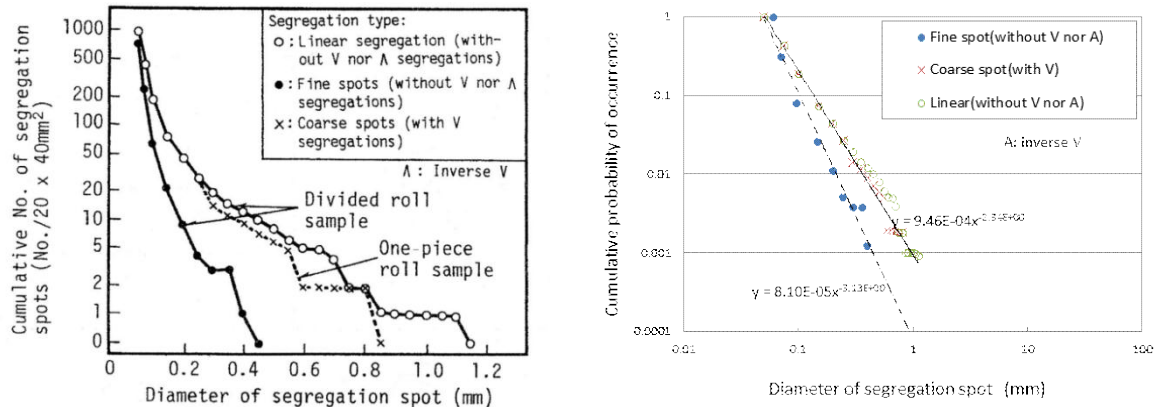 Cumulative No. of segregation
spots (No./20 x 40mm²)
1000
500
200
100
50
20
10
5
2
1
0
Segregation type:
○: Linear segregation (with-
out V nor Λ segregations)
●: Fine spots (without V nor Λ
segregations)
×: Coarse spots (with V
segregations)
Λ : Inverse V
Divided roll
sample
One-piece
roll sample
0 0.2 0.4 0.6 0.8 1.0 1.2
Diameter of segregation spot (mm)
Cumulative probability of occurrence
1
0.1
0.01
0.001
0.0001
Fine spot(without V nor A)
Coarse spot(with V)
Linear(without V nor A)
A: inverse V
y = 8.10E-05x
0.01 0.1 1 10 100
Diameter of segregation spot (mm)